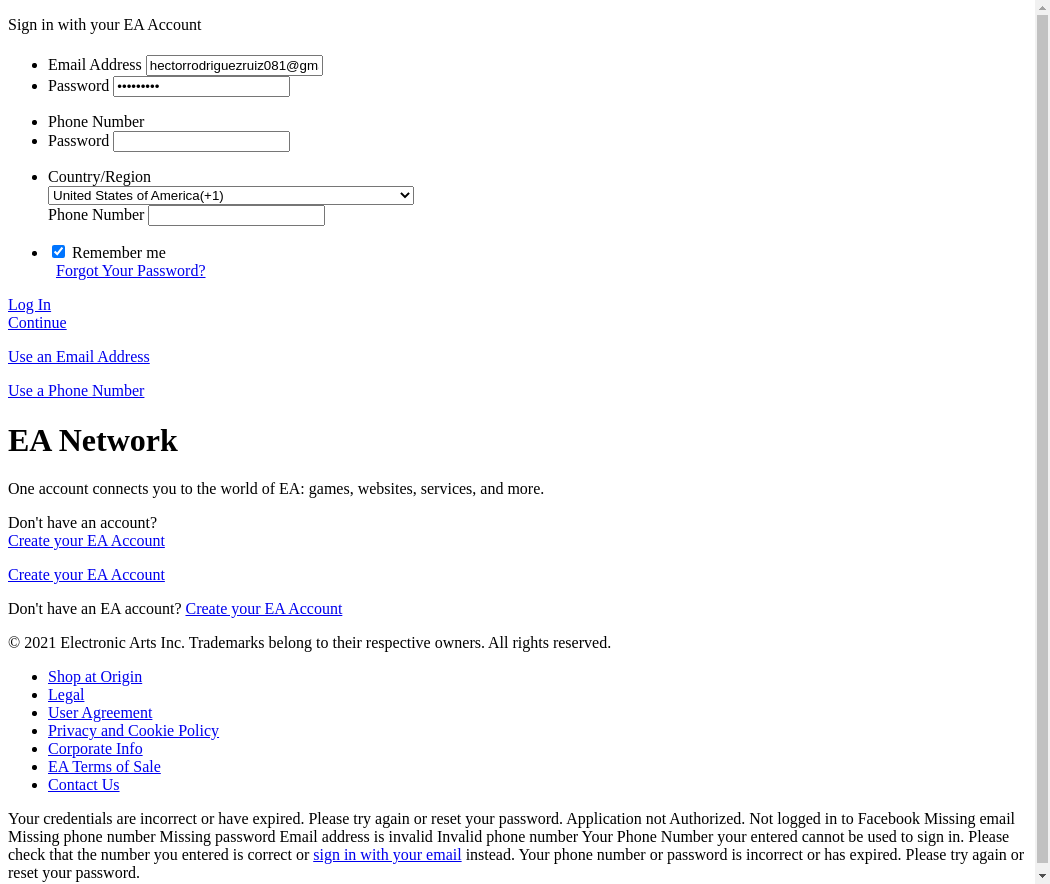 Sign in with your EA Account
Email Address hectorrodriguezruiz081@gm
Password •••••••••
Phone Number
Password
Country/Region
United States of America(+1)
Phone Number
Remember me
Forgot Your Password?
Log In
Continue
Use an Email Address
Use a Phone Number
EA Network
One account connects you to the world of EA: games, websites, services, and more.
Don't have an account?
Create your EA Account
Create your EA Account
Don't have an EA account? Create your EA Account
© 2021 Electronic Arts Inc. Trademarks belong to their respective owners. All rights reserved.
Shop at Origin
Legal
User Agreement
Privacy and Cookie Policy
Corporate Info
EA Terms of Sale
Contact Us
Your credentials are incorrect or have expired. Please try again or reset your password. Application not Authorized. Not logged in to Facebook Missing email
Missing phone number Missing password Email address is invalid Invalid phone number Your Phone Number your entered cannot be used to sign in. Please
check that the number you entered is correct or sign in with your email instead. Your phone number or password is incorrect or has expired. Please try again or
reset your password.